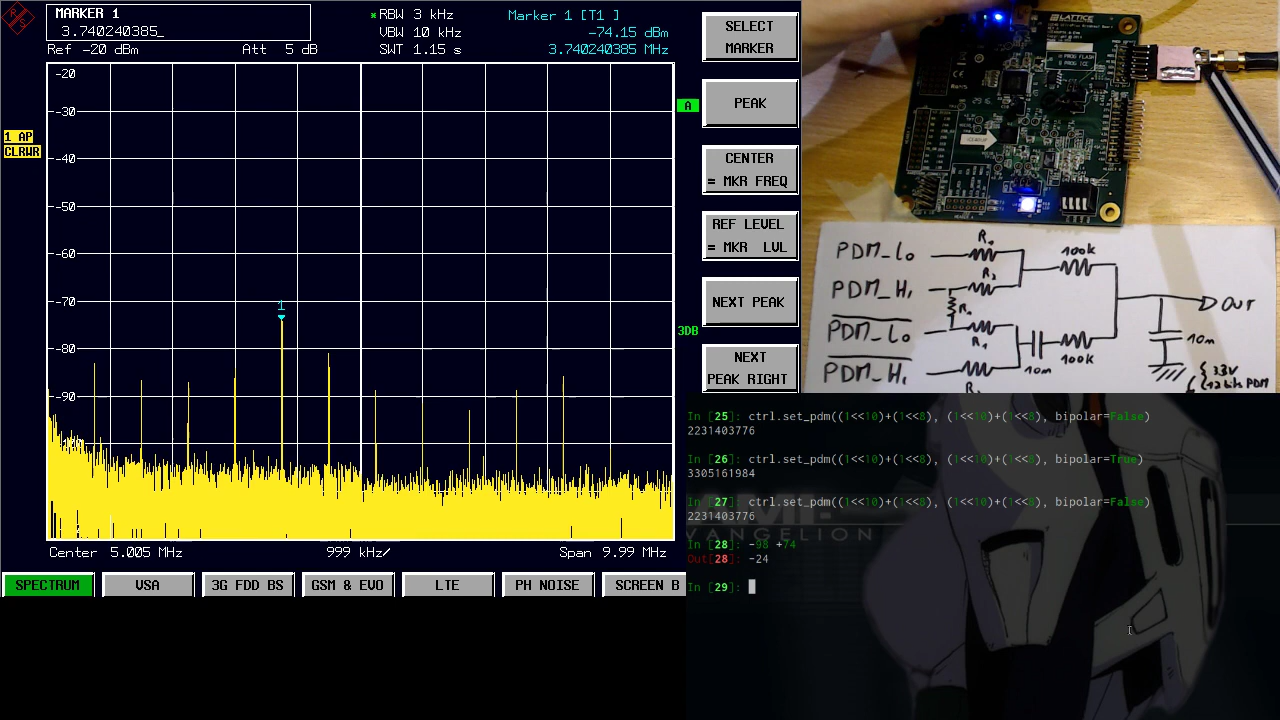 MARKER 1
3.740240385_
Ref -20 dBm
Att 5 dB
*RBW 3 kHz
SWT 1.15 s
Marker 1 [T1 ]
-74.15 dBm
3.740240385 MHz
1 AP
CLRWR
-20
-30
-40
-50
-60
-70
-80
-90
1
A
3DB
Center 5.005 MHz
999 kHz/
Span 9.99 MHz
SPECTRUM
VSA
3G FDD BS
GSM & EVO
LTE
PH NOISE
SCREEN B
SELECT
MARKER
PEAK
CENTER
= MKR FREQ
REF LEVEL
= MKR LVL
NEXT PEAK
NEXT
PEAK RIGHT
LATTICE
PDM_Lo
PDM_Hi
PDM_Lo
PDM_Hi
100k
100k
10n
10n
OUT
3.3V
12 bits PDM
In [25]: ctrl.set_pdm((1<<10)+(1<<8), (1<<10)+(1<<8), bipolar=False)
2231403776
In [26]: ctrl.set_pdm((1<<10)+(1<<8), (1<<10)+(1<<8), bipolar=True)
3305161984
In [27]: ctrl.set_pdm((1<<10)+(1<<8), (1<<10)+(1<<8), bipolar=False)
2231403776
In [28]: -98 +74
Out[28]: -24
In [29]:
VANGELION